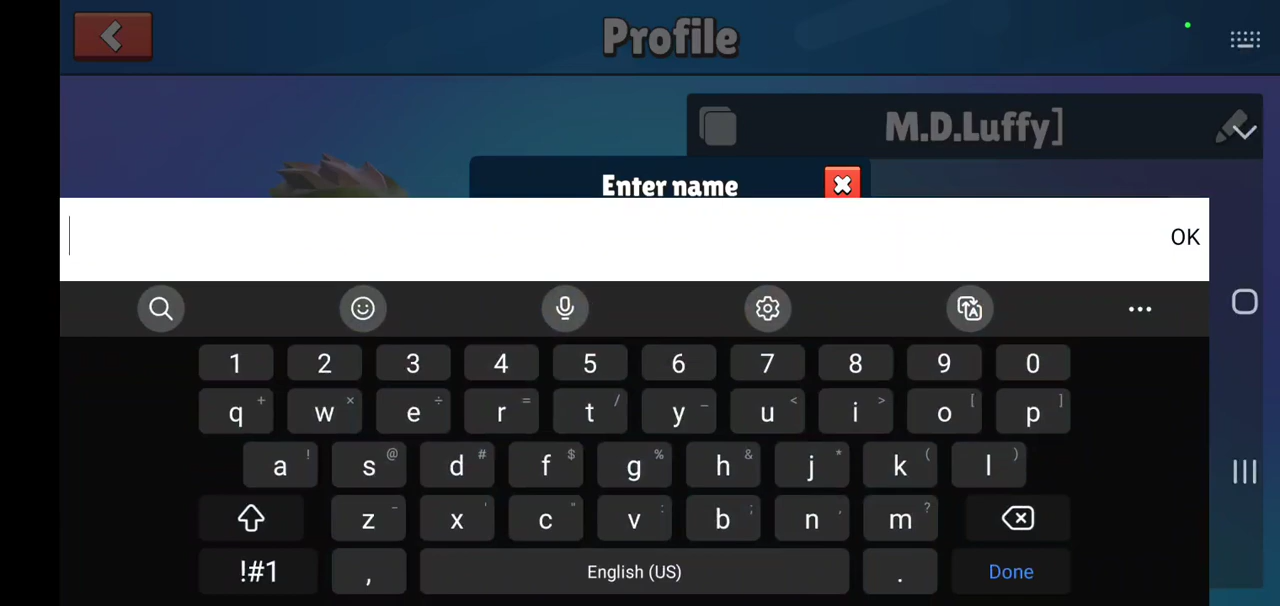 Profile
M.D.Luffy]
Enter name
OK
1 2 3 4 5 6 7 8 9 0
q + w × e ÷ r = t / y _ u < i > o [ p ]
a ! s @ d # f $ g % h & j * k ( l )
z - x ' c " v : b ; n , m ?
!#1 , English (US) . Done